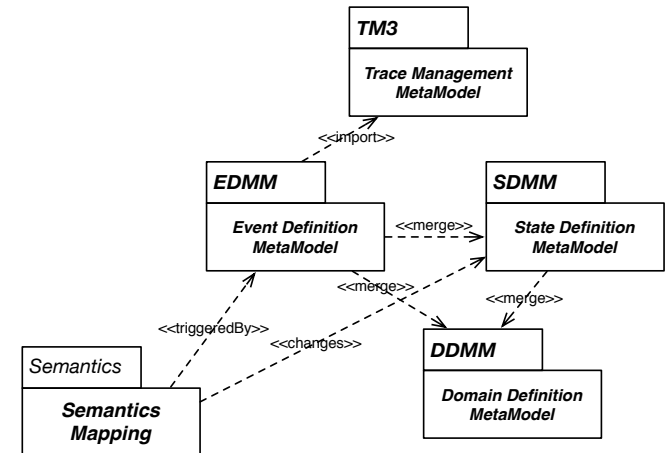 TM3
Trace Management
MetaModel
<<import>>
EDMM
SDMM
Event Definition
MetaModel
<<merge>>
State Definition
MetaModel
<<merge>>
<<merge>>
<<triggeredBy>>
<<changes>>
DDMM
Semantics
Domain Definition
MetaModel
Semantics
Mapping